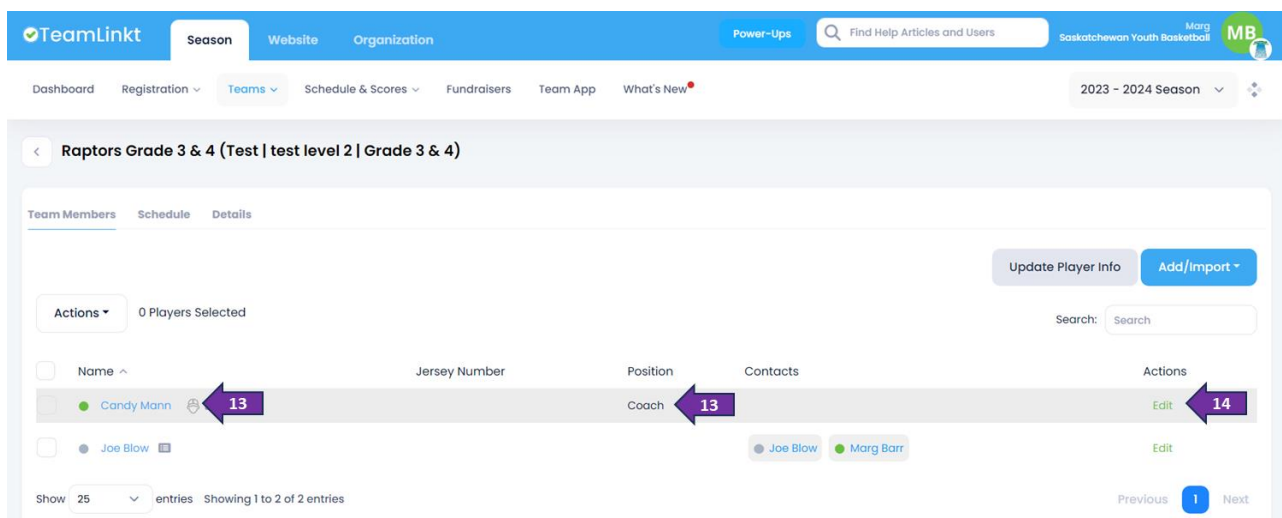 TeamLinkt Season Website Organization Power-Ups Find Help Articles and Users Marg
Saskatchewan Youth Basketball MB
Dashboard Registration Teams Schedule & Scores Fundraisers Team App What's New 2023 - 2024 Season
Raptors Grade 3 & 4 (Test | test level 2 | Grade 3 & 4)
Team Members Schedule Details
Update Player Info Add/Import
Actions 0 Players Selected Search: Search
Name Jersey Number Position Contacts Actions
Candy Mann 13 Coach 13 Edit 14
Joe Blow Joe Blow Marg Barr Edit
Show 25 entries Showing 1 to 2 of 2 entries Previous 1 Next